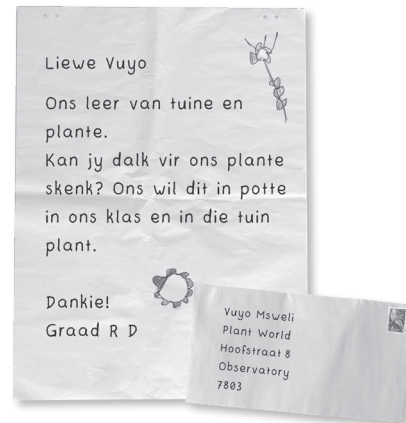 Liewe Vuyo
Ons leer van tuine en
plante.
Kan jy dalk vir ons plante
skenk? Ons wil dit in potte
in ons klas en in die tuin
plant.
Dankie!
Graad R D
Vuyo Msweli
Plant World
Hoofstraat 8
Observatory
7803